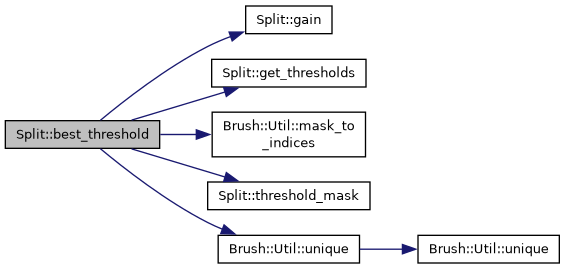 Split::gain
Split::get_thresholds
Split::best_threshold
Brush::Util::mask_to
_indices
Split::threshold_mask
Brush::Util::unique
Brush::Util::unique